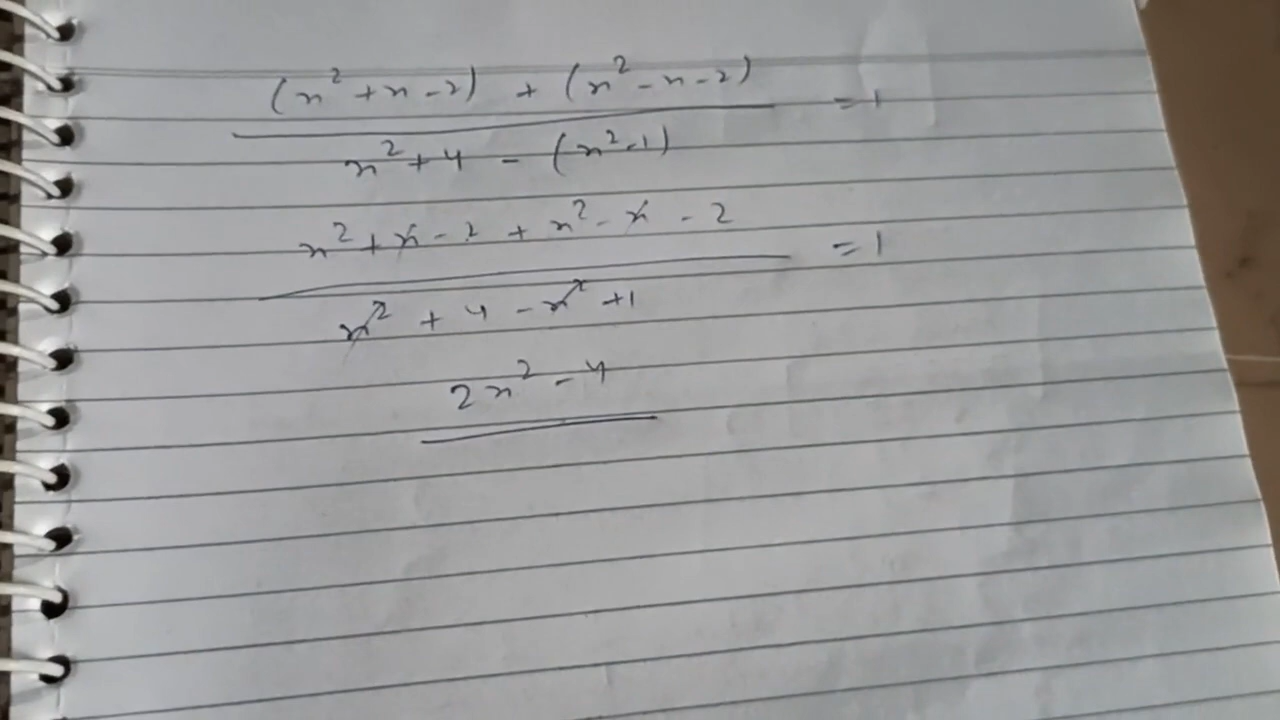 (x² + x - 2) + (x² - x - 2)
x² + 4 - (x² - 1) = 1
x² + x - 2 + x² - x - 2
x² + 4 - x² + 1 = 1
2x² - 4